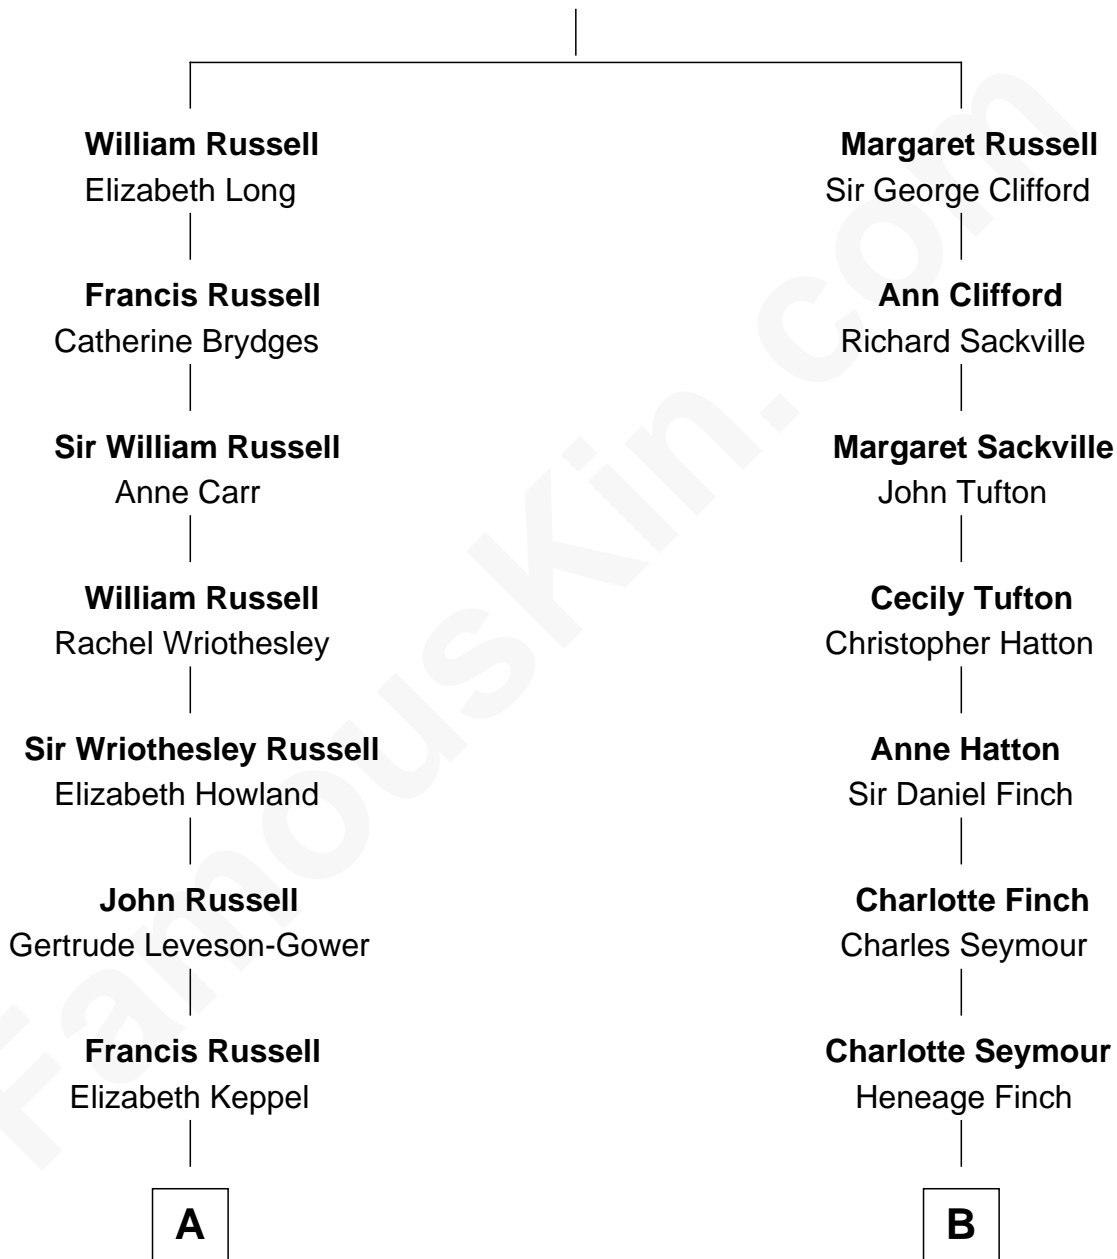 William Russell
Elizabeth Long
Margaret Russell
Sir George Clifford
Francis Russell
Catherine Brydges
Ann Clifford
Richard Sackville
Sir William Russell
Anne Carr
Margaret Sackville
John Tufton
William Russell
Rachel Wriothesley
Cecily Tufton
Christopher Hatton
Sir Wriothesley Russell
Elizabeth Howland
Anne Hatton
Sir Daniel Finch
John Russell
Gertrude Leveson-Gower
Charlotte Finch
Charles Seymour
Francis Russell
Elizabeth Keppel
Charlotte Seymour
Heneage Finch
A
B
FamousKin.com